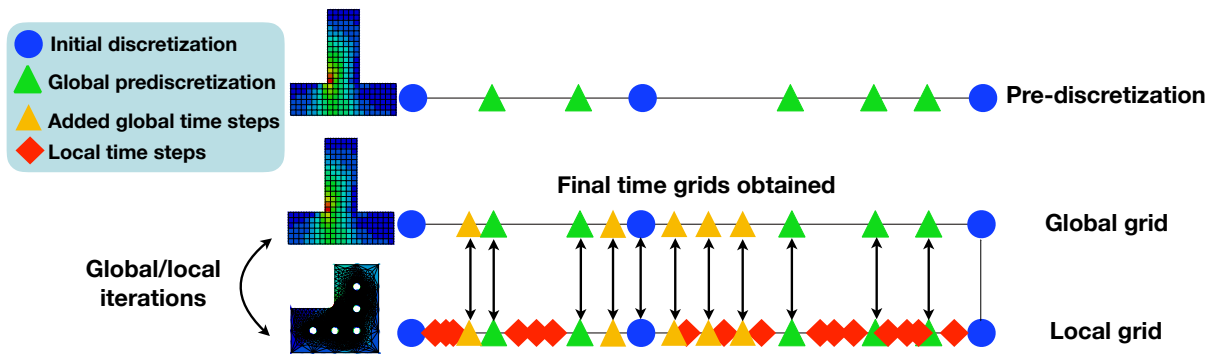 Initial discretization
Global prediscretization
Added global time steps
Local time steps
Pre-discretization
Final time grids obtained
Global grid
Global/local
iterations
Local grid